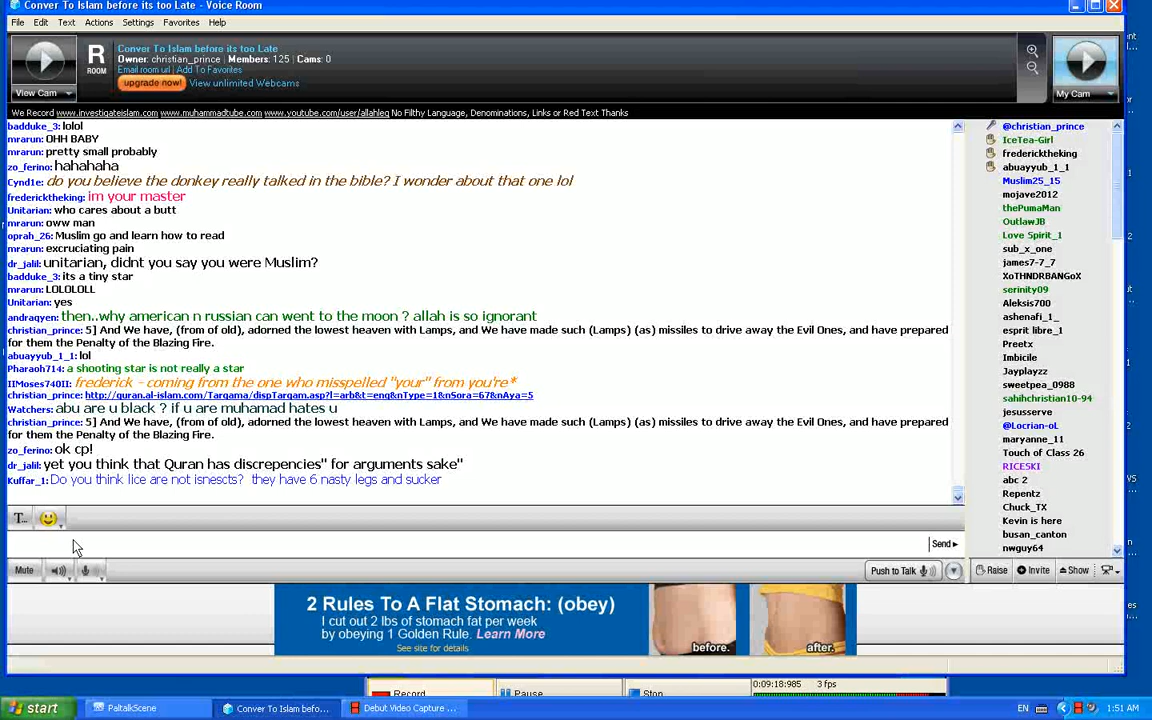 Conver To Islam before its too Late - Voice Room
File Edit Text Actions Settings Favorites Help
R ROOM
Conver To Islam before its too Late
Owner: christian_prince | Members: 125 | Cams: 0
Email room url | Add To Favorites
upgrade now! View unlimited Webcams
View Cam
My Cam
We Record www.investigateislam.com www.muhammadtube.com www.youtube.com/user/allahleg No Filthy Language, Denominations, Links or Red Text Thanks
badduke_3: lolol
mrarun: OHH BABY
mrarun: pretty small probably
zo_ferino: hahahaha
Cynd1e: do you believe the donkey really talked in the bible? I wonder about that one lol
fredericktheking: im your master
Unitarian: who cares about a butt
mrarun: oww man
oprah_26: Muslim go and learn how to read
mrarun: excruciating pain
dr_jalil: unitarian, didnt you say you were Muslim?
badduke_3: its a tiny star
mrarun: LOLOLOLL
Unitarian: yes
andraqyen: then..why american n russian can went to the moon ? allah is so ignorant
christian_prince: 5] And We have, (from of old), adorned the lowest heaven with Lamps, and We have made such (Lamps) (as) missiles to drive away the Evil Ones, and have prepared
for them the Penalty of the Blazing Fire.
abuayyub_1_1: lol
Pharaoh714: a shooting star is not really a star
IIMoses740II: frederick - coming from the one who misspelled "your" from you're*
christian_prince: http://quran.al-islam.com/Targama/dispTargam.asp?l=arb&t=eng&nType=1&nSora=67&nAya=5
Watchers: abu are u black ? if u are muhamad hates u
christian_prince: 5] And We have, (from of old), adorned the lowest heaven with Lamps, and We have made such (Lamps) (as) missiles to drive away the Evil Ones, and have prepared
for them the Penalty of the Blazing Fire.
zo_ferino: ok cp!
dr_jalil: yet you think that Quran has discrepencies" for arguments sake"
Kuffar_1: Do you think lice are not isnescts? they have 6 nasty legs and sucker
@christian_prince
IceTea-Girl
fredericktheking
abuayyub_1_1
Muslim25_15
mojave2012
thePumaMan
OutlawJB
Love Spirit_1
sub_x_one
james7-7_7
XoTHNDRBANGoX
serinity09
Aleksis700
ashenafi_1_
esprit libre_1
Preetx
Imbicile
Jayplayzz
sweetpea_0988
sahihchristian10-94
jesusserve
@Locrian-oL
maryanne_11
Touch of Class 26
RICESKI
abc 2
Repentz
Chuck_TX
Kevin is here
busan_canton
nwguy64
T...
Send
Mute
Push to Talk
Raise Invite Show
2 Rules To A Flat Stomach: (obey)
I cut out 2 lbs of stomach fat per week
by obeying 1 Golden Rule. Learn More
See site for details
before.
after.
Record Pause Stop 0:09:18:985 3 fps
start PaltalkScene Conver To Islam befo... Debut Video Capture ... EN 1:51 AM